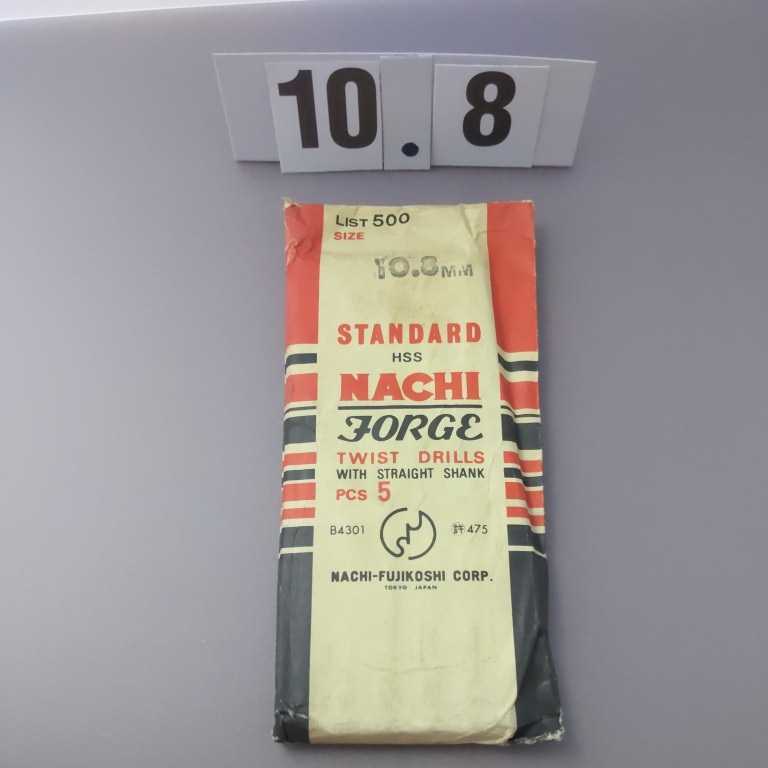 10.8
LIST 500
SIZE
10.8MM
STANDARD
HSS
NACHI
FORGE
TWIST DRILLS
WITH STRAIGHT SHANK
PCS 5
B4301 許475
NACHI-FUJIKOSHI CORP.
TOKYO JAPAN